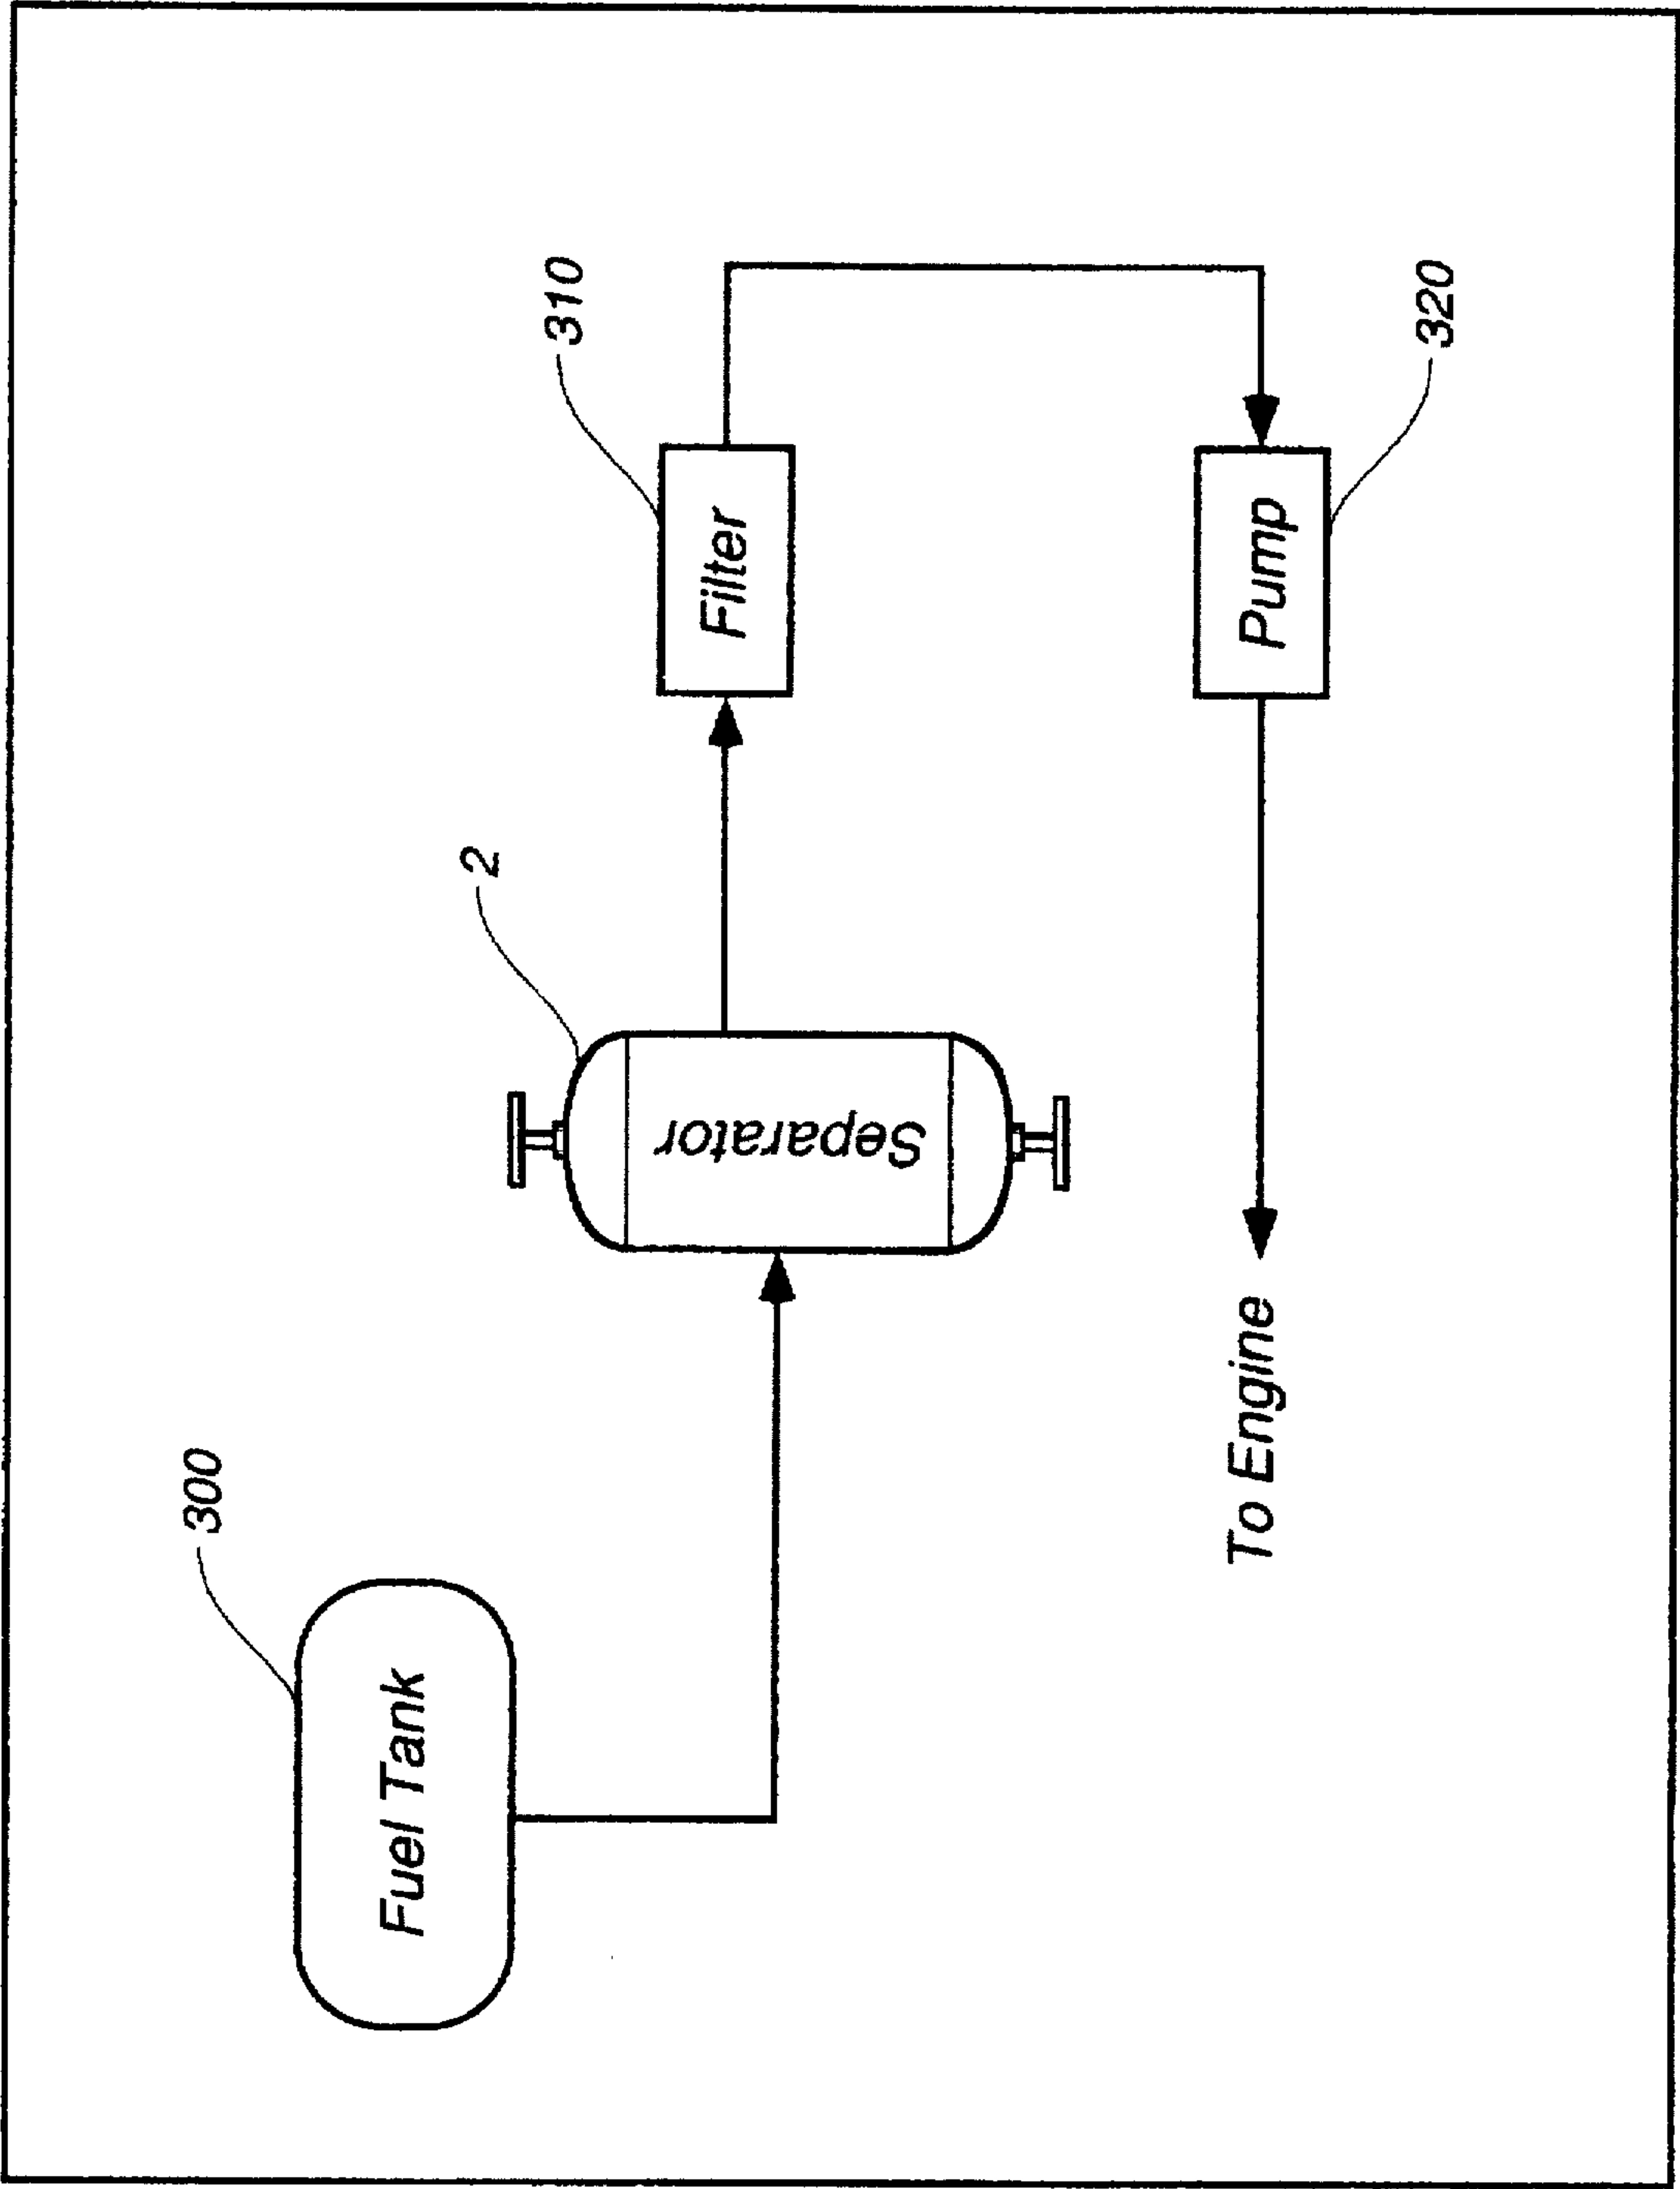 300
Fuel Tank
2
Separator
310
Filter
Pump
320
To Engine